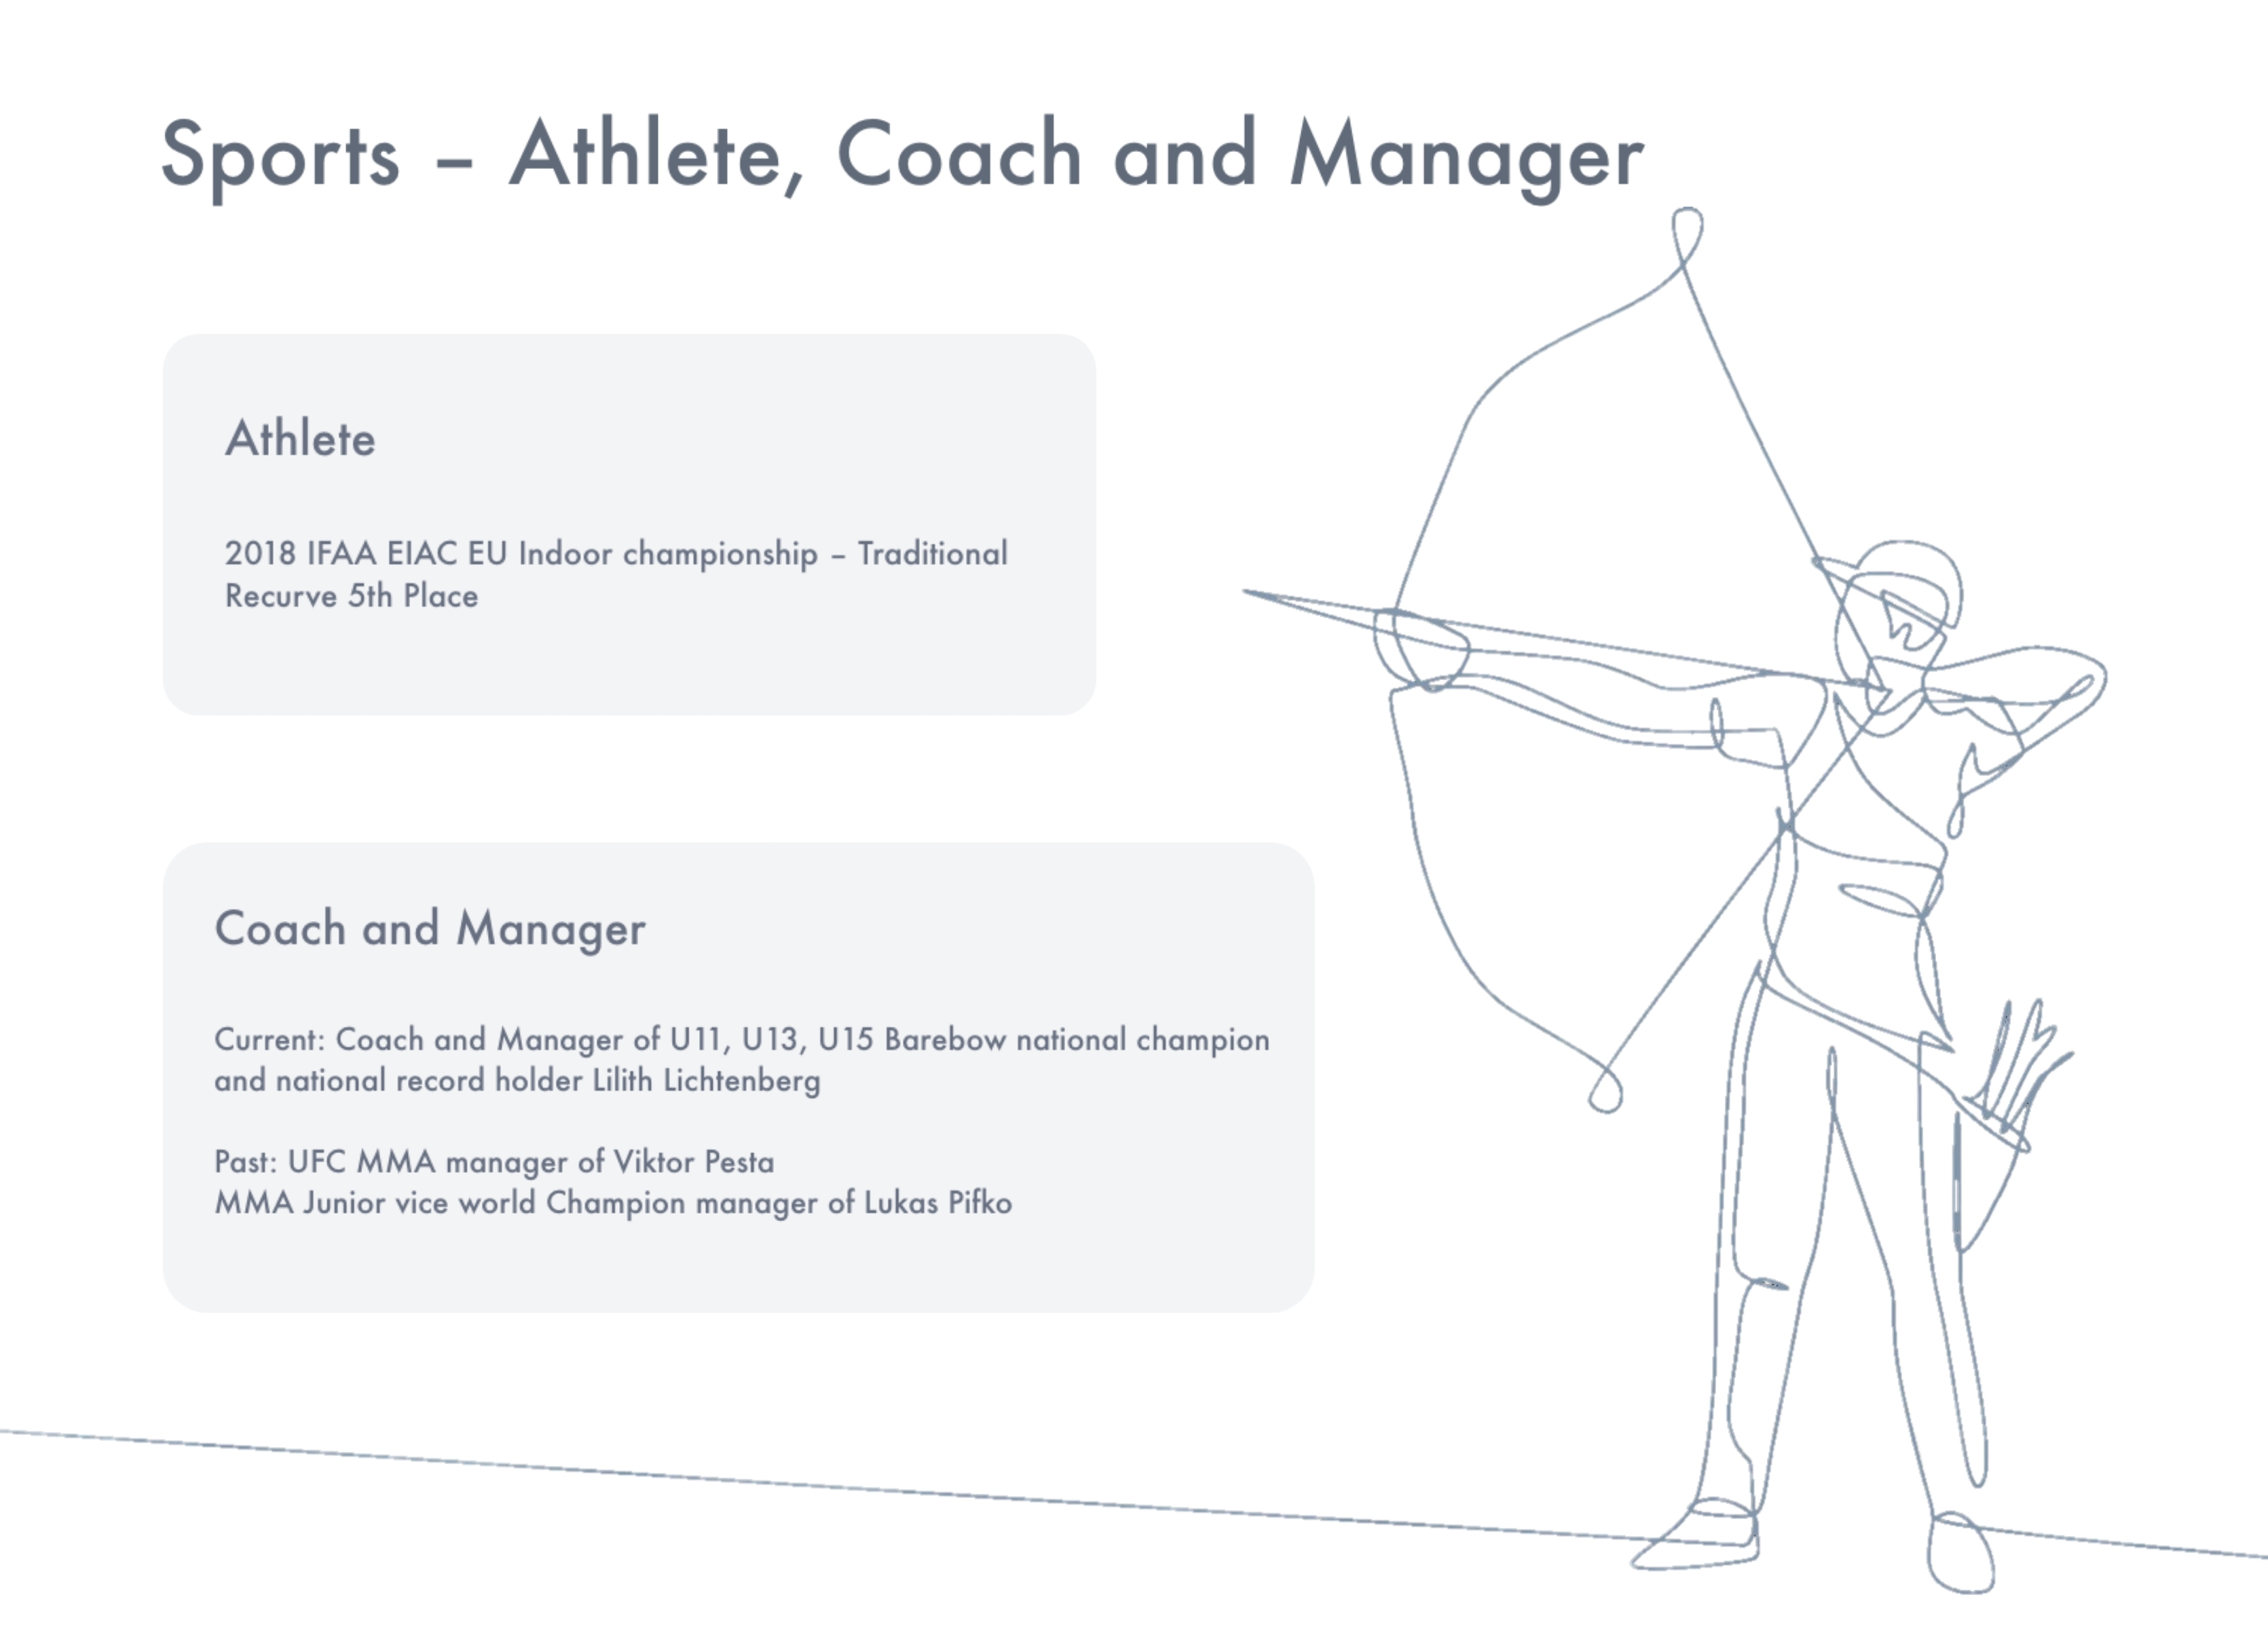 Sports – Athlete, Coach and Manager
Athlete
2018 IFAA EIAC EU Indoor championship – Traditional
Recurve 5th Place
Coach and Manager
Current: Coach and Manager of U11, U13, U15 Barebow national champion
and national record holder Lilith Lichtenberg
Past: UFC MMA manager of Viktor Pesta
MMA Junior vice world Champion manager of Lukas Pifko